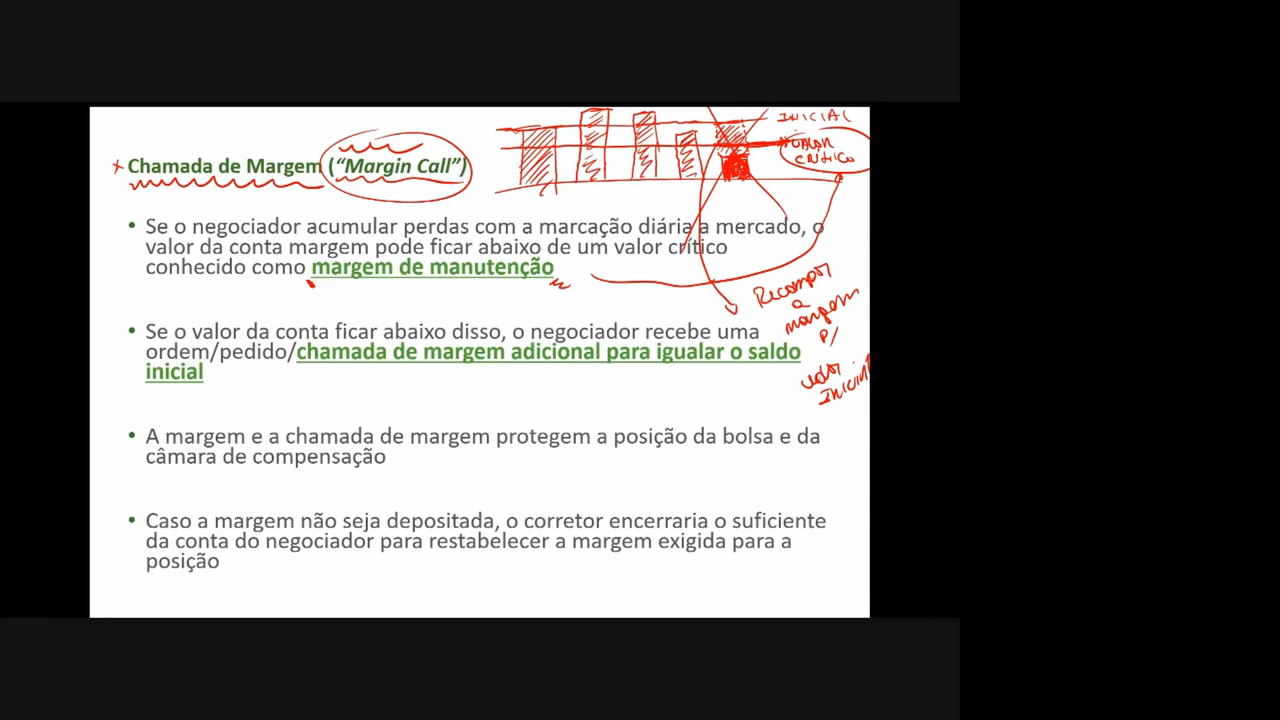 INICIAL
VALOR
CRÍTICO
Chamada de Margem (“Margin Call”)
• Se o negociador acumular perdas com a marcação diária a mercado, o
valor da conta margem pode ficar abaixo de um valor crítico
conhecido como margem de manutenção
Recompor
a
margem
p/
valor
INICIAL
• Se o valor da conta ficar abaixo disso, o negociador recebe uma
ordem/pedido/chamada de margem adicional para igualar o saldo
inicial
• A margem e a chamada de margem protegem a posição da bolsa e da
câmara de compensação
• Caso a margem não seja depositada, o corretor encerraria o suficiente
da conta do negociador para restabelecer a margem exigida para a
posição